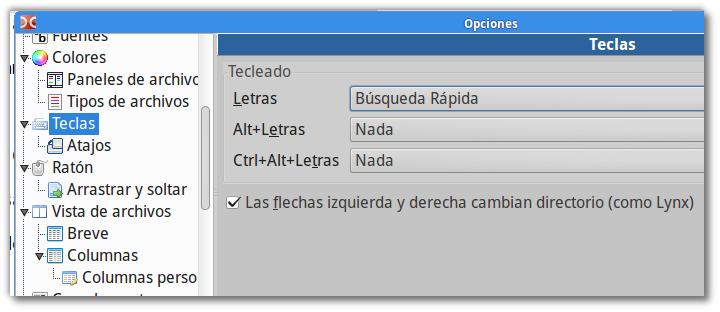 Opciones
Fuentes
Colores
Paneles de archivo
Tipos de archivos
Teclas
Atajos
Ratón
Arrastrar y soltar
Vista de archivos
Breve
Columnas
Columnas perso
Teclas
Tecleado
Letras
Búsqueda Rápida
Alt+Letras
Nada
Ctrl+Alt+Letras
Nada
Las flechas izquierda y derecha cambian directorio (como Lynx)